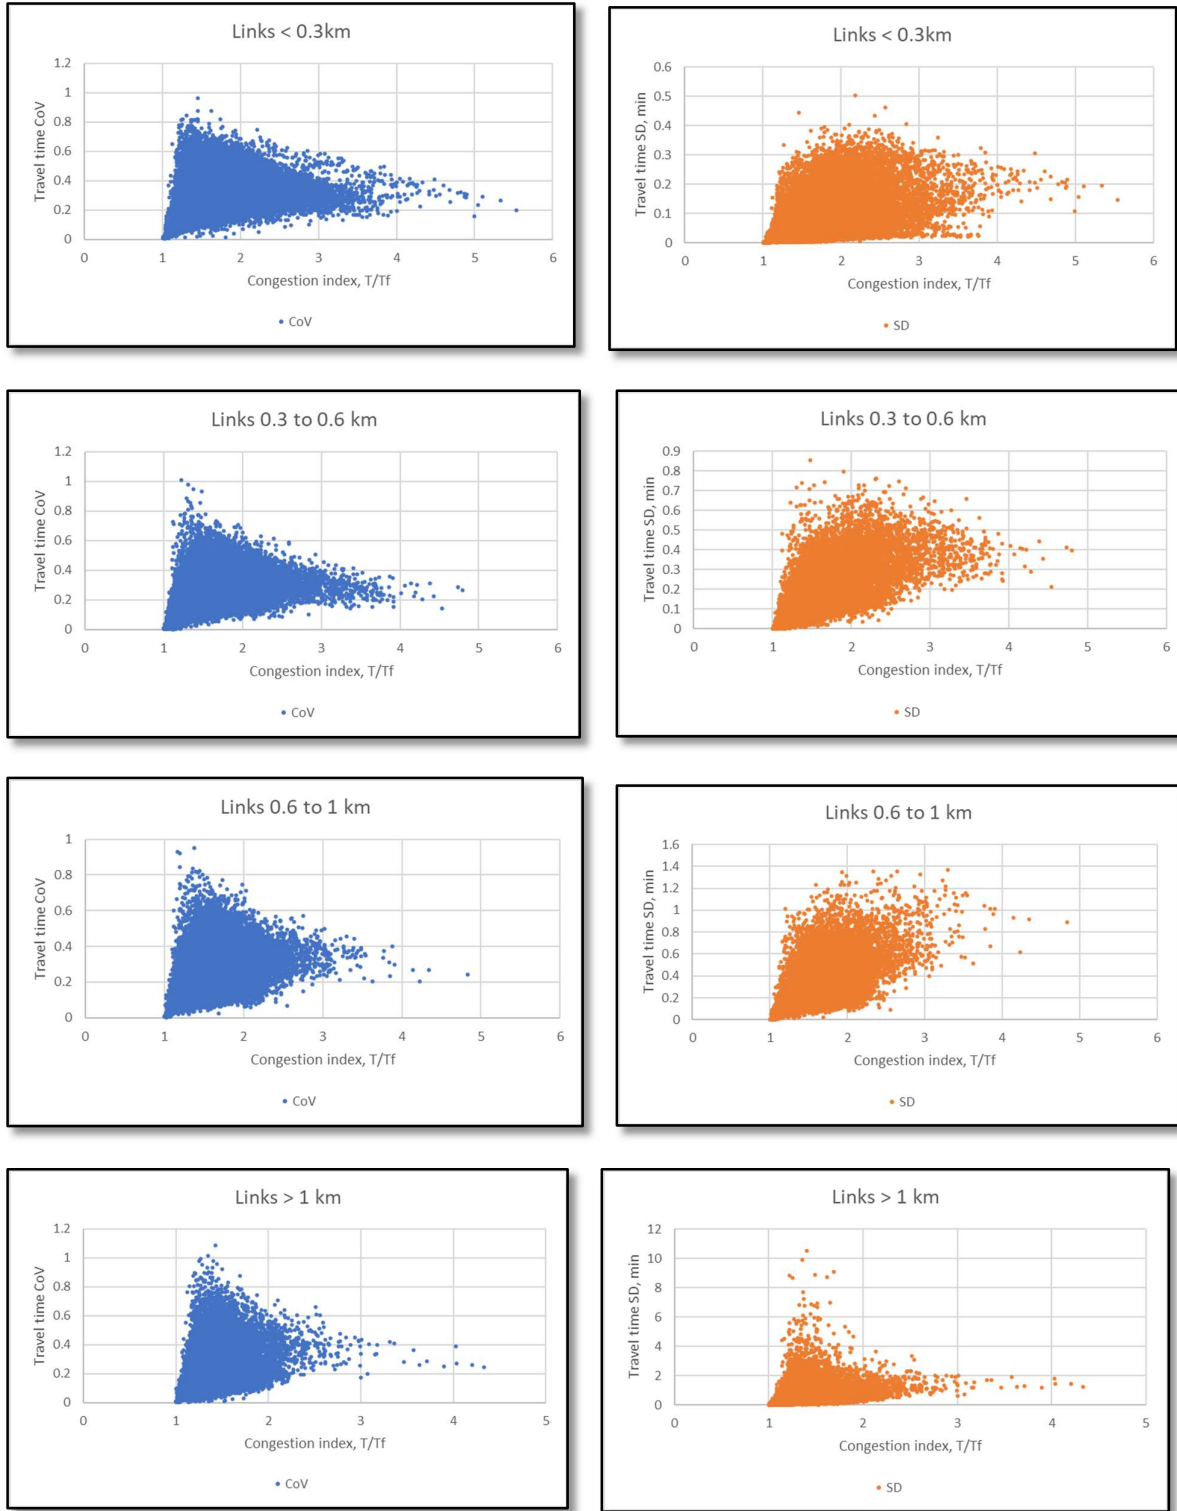 Links < 0.3km
1.2
1
0.8
0.6
0.4
0.2
0
Travel time CoV
0 1 2 3 4 5 6
Congestion index, T/Tf
CoV
Links < 0.3km
0.6
0.5
0.4
0.3
0.2
0.1
0
Travel time SD, min
0 1 2 3 4 5 6
Congestion index, T/Tf
SD
Links 0.3 to 0.6 km
1.2
1
0.8
0.6
0.4
0.2
0
Travel time CoV
0 1 2 3 4 5 6
Congestion index, T/Tf
CoV
Links 0.3 to 0.6 km
0.9
0.8
0.7
0.6
0.5
0.4
0.3
0.2
0.1
0
Travel time SD, min
0 1 2 3 4 5 6
Congestion index, T/Tf
SD
Links 0.6 to 1 km
1
0.8
0.6
0.4
0.2
0
Travel time CoV
0 1 2 3 4 5 6
Congestion index, T/Tf
CoV
Links 0.6 to 1 km
1.6
1.4
1.2
1
0.8
0.6
0.4
0.2
0
Travel time SD, min
0 1 2 3 4 5 6
Congestion index, T/Tf
SD
Links > 1 km
1.2
1
0.8
0.6
0.4
0.2
0
Travel time CoV
0 1 2 3 4 5
Congestion index, T/Tf
CoV
Links > 1 km
12
10
8
6
4
2
0
Travel time SD, min
0 1 2 3 4 5
Congestion index, T/Tf
SD